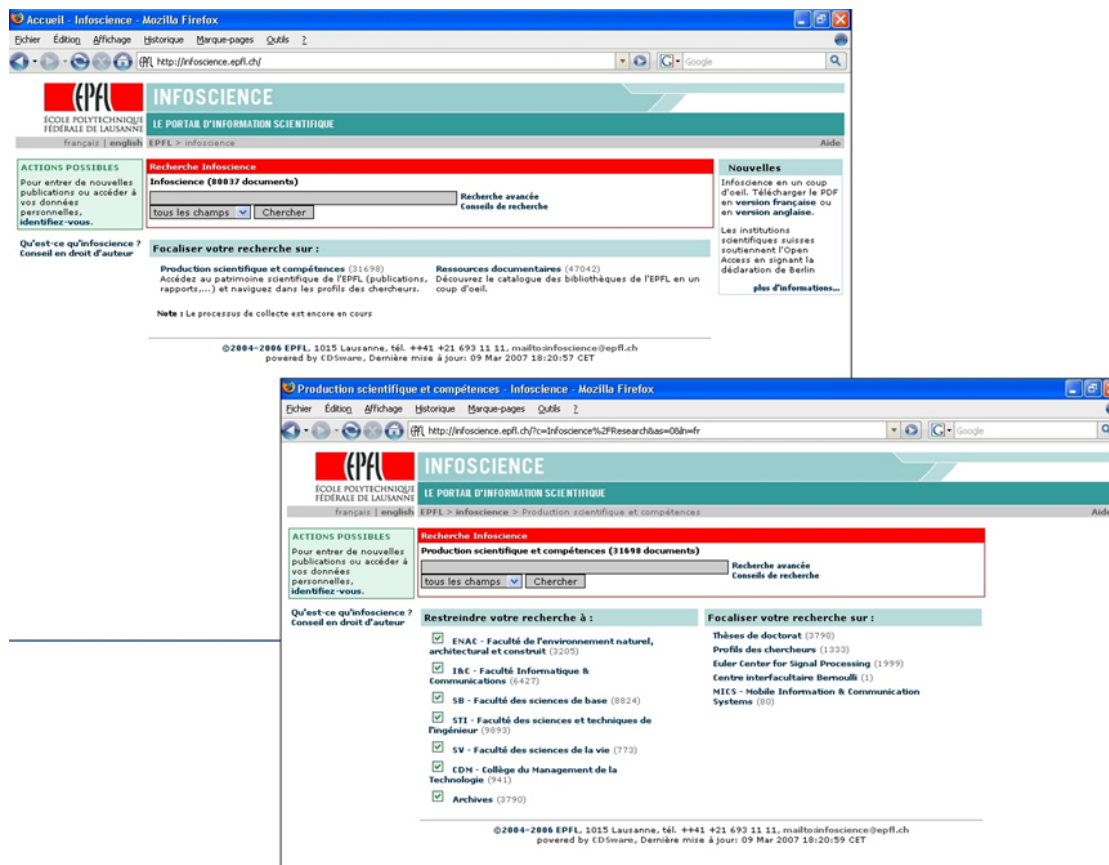 Accueil - Infoscience - Mozilla Firefox
Fichier Édition Affichage Historique Marque-pages Outils ?
http://infoscience.epfl.ch/
Google
EPFL
ÉCOLE POLYTECHNIQUE
FÉDÉRALE DE LAUSANNE
INFOSCIENCE
LE PORTAIL D'INFORMATION SCIENTIFIQUE
français | english
EPFL > infoscience
Aide
ACTIONS POSSIBLES
Pour entrer de nouvelles
publications ou accéder à
vos données
personnelles,
identifiez-vous.
Qu'est-ce qu'infoscience ?
Conseil en droit d'auteur
Recherche Infoscience
Infoscience (80037 documents)
Recherche avancée
Conseils de recherche
tous les champs Chercher
Focaliser votre recherche sur :
Production scientifique et compétences (31698)
Accédez au patrimoine scientifique de l'EPFL (publications,
rapports,...) et naviguez dans les profils des chercheurs.
Ressources documentaires (47042)
Découvrez le catalogue des bibliothèques de l'EPFL en un
coup d'oeil.
Note : Le processus de collecte est encore en cours
Nouvelles
Infoscience en un coup
d'oeil. Télécharger le PDF
en version française ou
en version anglaise.
Les institutions
scientifiques suisses
soutiennent l'Open
Access en signant la
déclaration de Berlin
plus d'informations...
©2004-2006 EPFL, 1015 Lausanne, tél. ++41 +21 693 11 11, mailto:infoscience@epfl.ch
powered by CDSware, Dernière mise à jour: 09 Mar 2007 18:20:57 CET
Production scientifique et compétences - Infoscience - Mozilla Firefox
Fichier Édition Affichage Historique Marque-pages Outils ?
http://infoscience.epfl.ch/?c=Infoscience%2FResearch&as=0&ln=fr
Google
EPFL
ÉCOLE POLYTECHNIQUE
FÉDÉRALE DE LAUSANNE
INFOSCIENCE
LE PORTAIL D'INFORMATION SCIENTIFIQUE
français | english
EPFL > infoscience > Production scientifique et compétences
Aide
ACTIONS POSSIBLES
Pour entrer de nouvelles
publications ou accéder à
vos données
personnelles,
identifiez-vous.
Qu'est-ce qu'infoscience ?
Conseil en droit d'auteur
Recherche Infoscience
Production scientifique et compétences (31698 documents)
Recherche avancée
Conseils de recherche
tous les champs Chercher
Restreindre votre recherche à :
ENAC - Faculté de l'environnement naturel,
architectural et construit (3205)
I&C - Faculté Informatique &
Communications (6427)
SB - Faculté des sciences de base (8824)
STI - Faculté des sciences et techniques de
l'ingénieur (9893)
SV - Faculté des sciences de la vie (773)
CDM - Collège du Management de la
Technologie (941)
Archives (3790)
Focaliser votre recherche sur :
Thèses de doctorat (3790)
Profils des chercheurs (1333)
Euler Center for Signal Processing (1999)
Centre interfacultaire Bernoulli (1)
MICS - Mobile Information & Communication
Systems (80)
©2004-2006 EPFL, 1015 Lausanne, tél. ++41 +21 693 11 11, mailto:infoscience@epfl.ch
powered by CDSware, Dernière mise à jour: 09 Mar 2007 18:20:59 CET